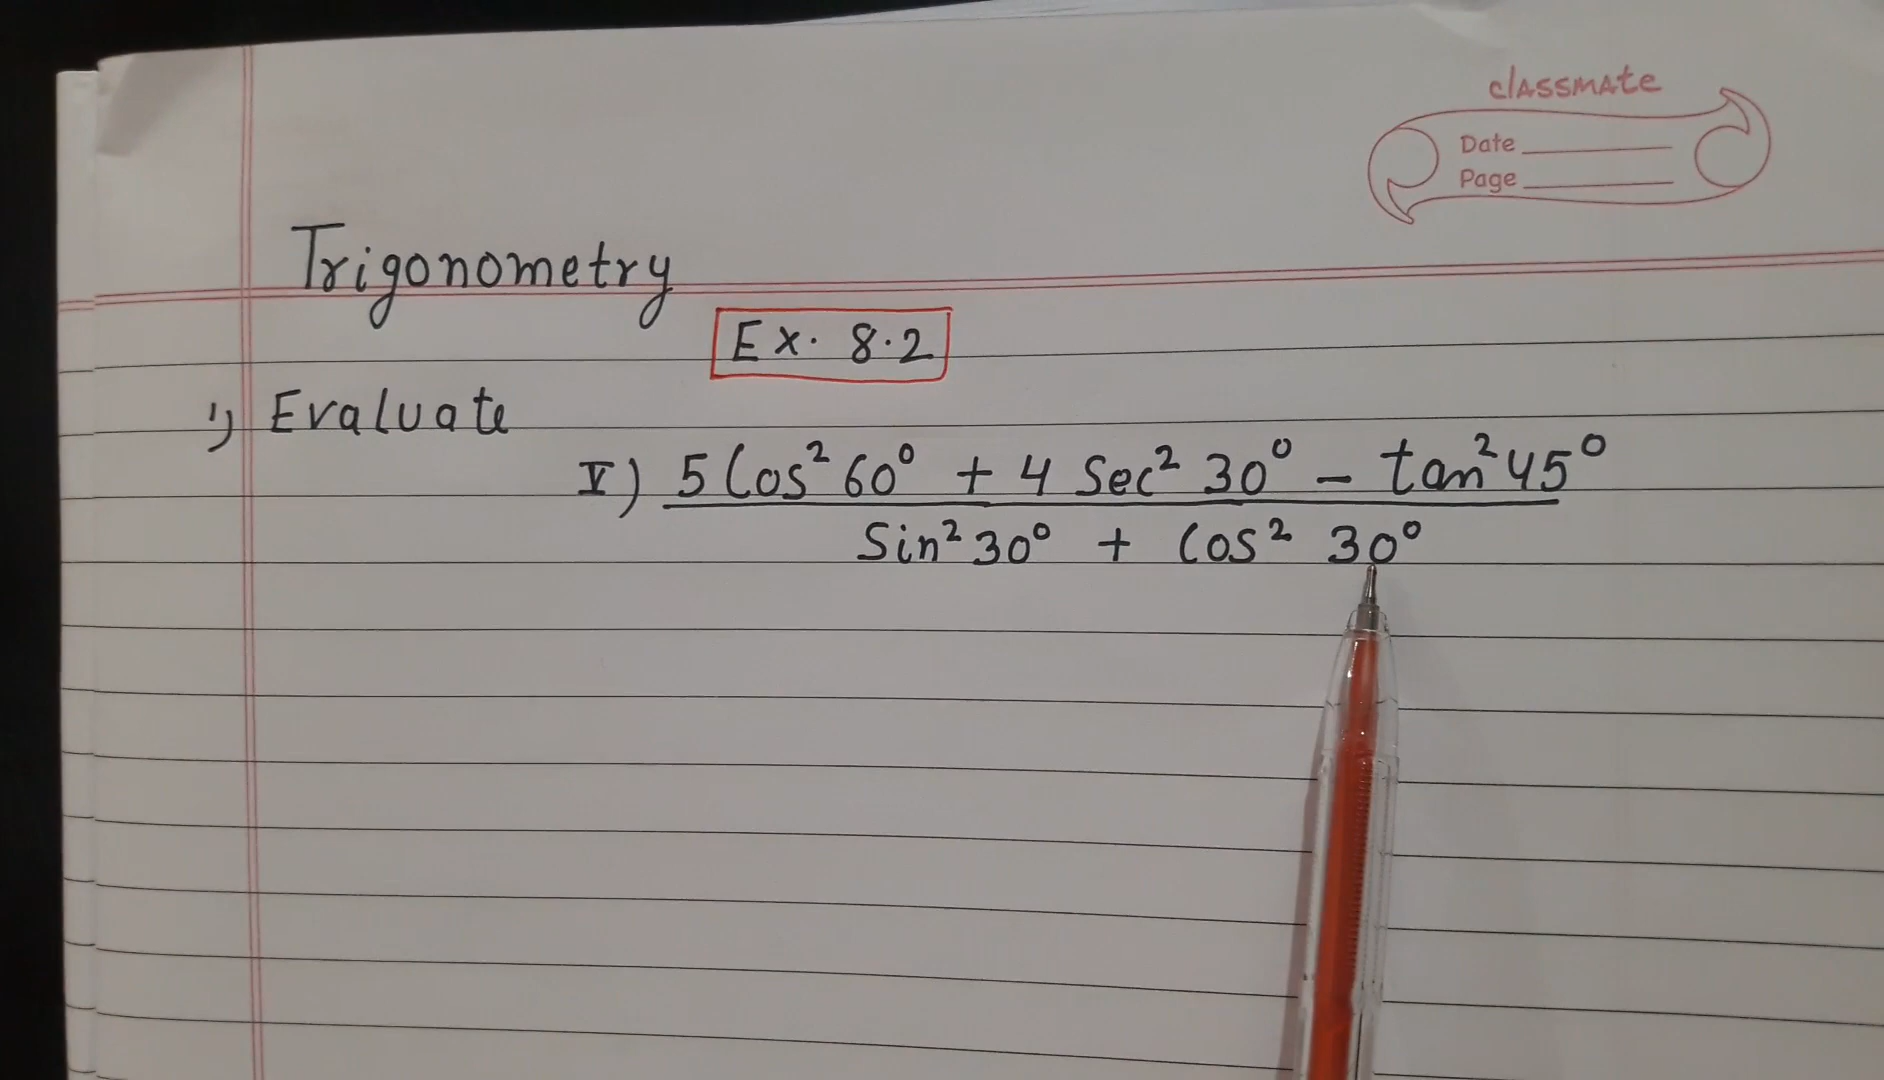 classmate
Date
Page
Trigonometry
Ex. 8.2
1) Evaluate
V) 5 Cos² 60° + 4 Sec² 30° - tan² 45°
Sin² 30° + Cos² 30°